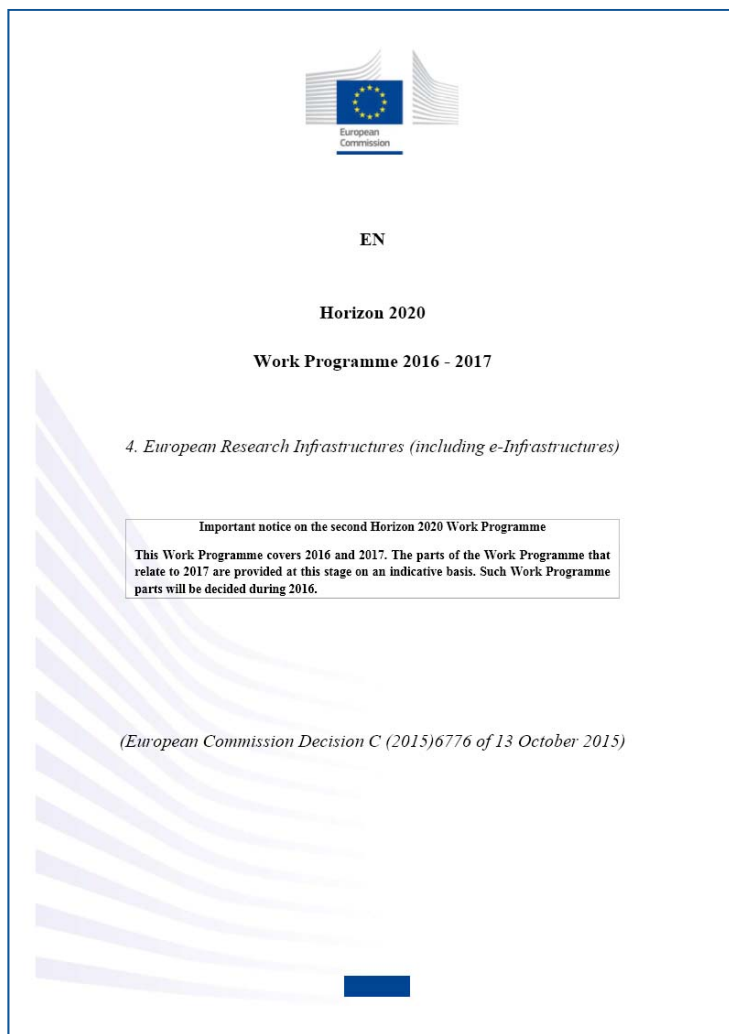 European
Commission
EN
Horizon 2020
Work Programme 2016 - 2017
4. European Research Infrastructures (including e-Infrastructures)
Important notice on the second Horizon 2020 Work Programme
This Work Programme covers 2016 and 2017. The parts of the Work Programme that
relate to 2017 are provided at this stage on an indicative basis. Such Work Programme
parts will be decided during 2016.
(European Commission Decision C (2015)6776 of 13 October 2015)